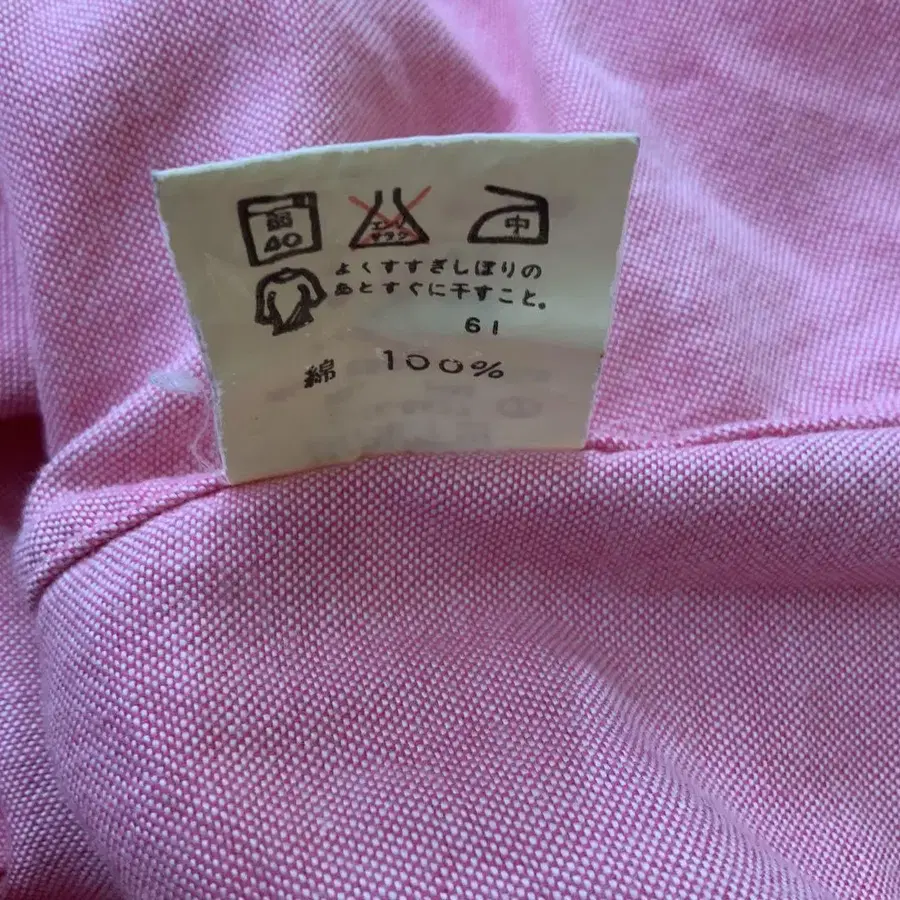 40
エンソ
サラシ
中
よくすすぎしぼりの
あとすぐに干すこと。
61
綿 100%